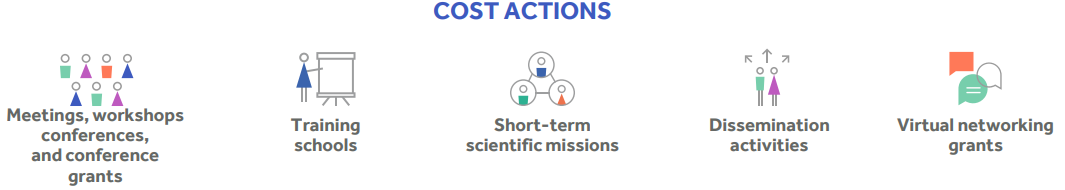 COST ACTIONS
Meetings, workshops
conferences,
and conference
grants
Training
schools
Short-term
scientific missions
Dissemination
activities
Virtual networking
grants